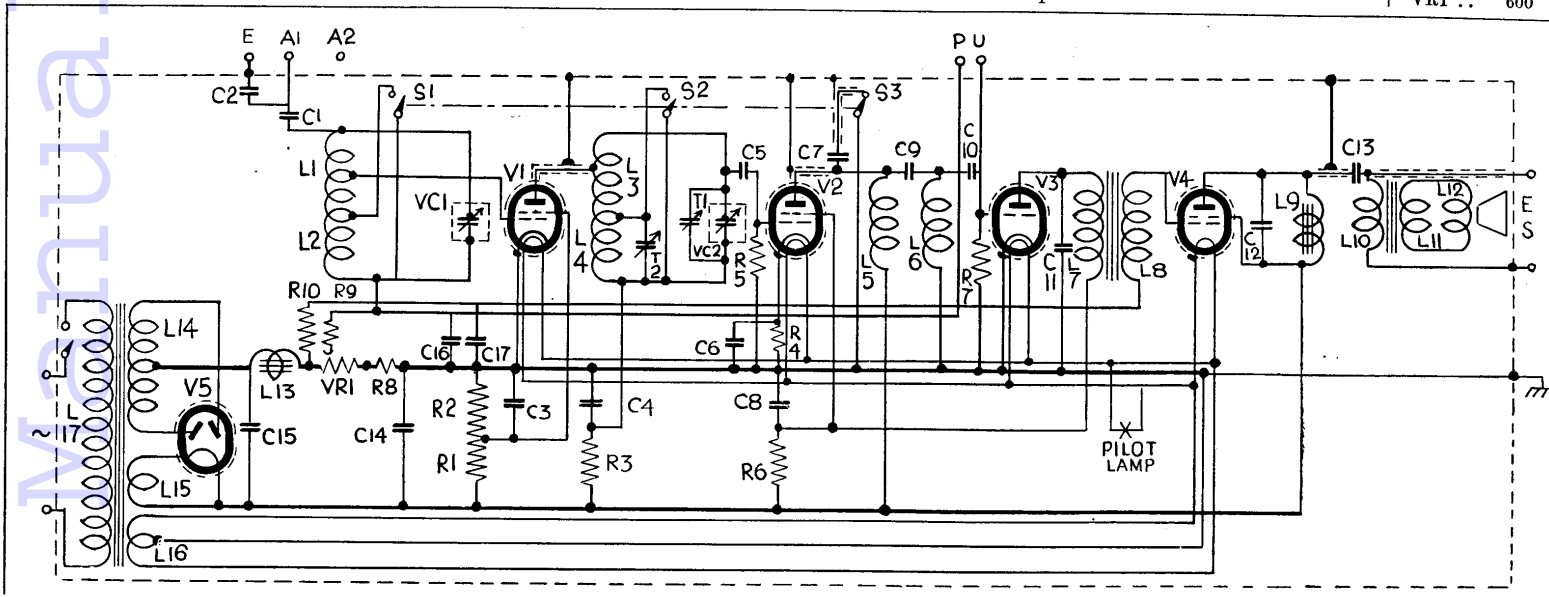 VR1 .. 600
E A1 A2 P U
C2 C1 S1 S2 S3
L1 V1 L3 C5 C7 V2 C9 C10 V3 V4 C13
L2 VC1 L4 T2 T1 VC2 R5 L5 L6 R7 C11 L7 L8 C12 L9 L10 L12 L11 E S
R10 R9
L14 C16 C17 C6 R4
V5 L13 VR1 R8
~ L17 C15 C14 R2 C3 C4 C8 PILOT LAMP
L15 R1 R3 R6
L16
Manua